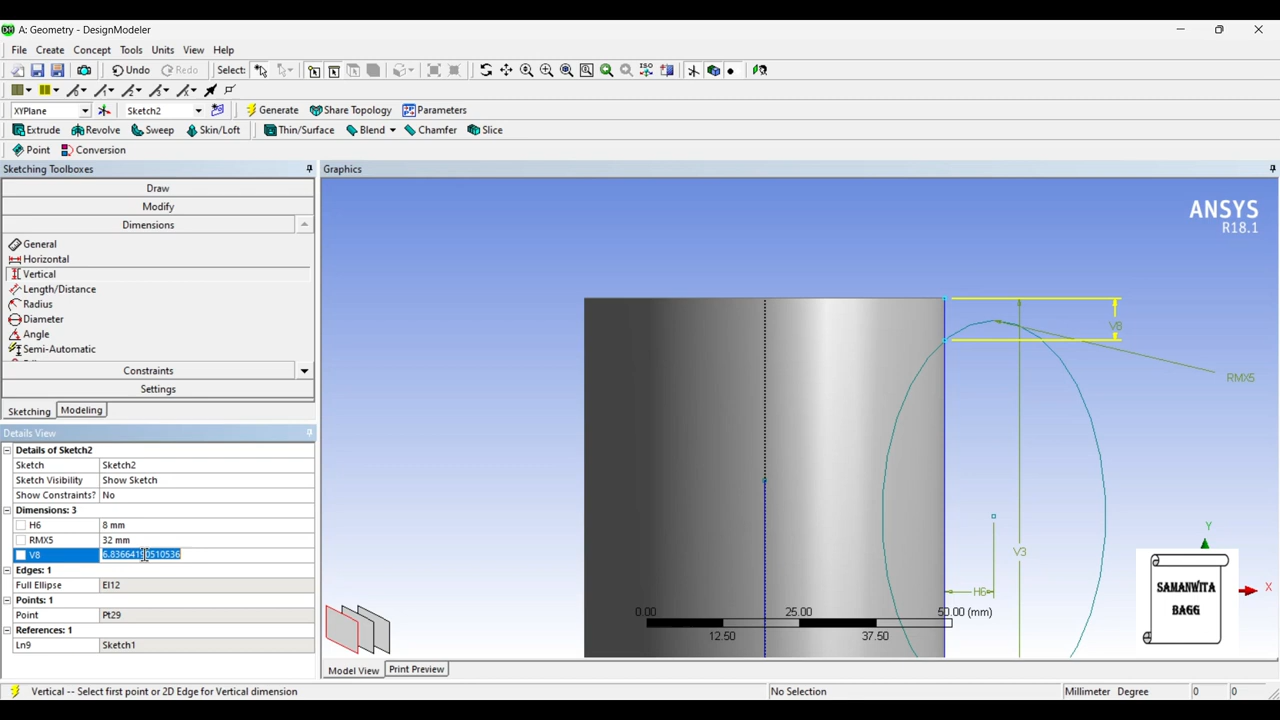 A: Geometry - DesignModeler
File Create Concept Tools Units View Help
Undo Redo Select:
XYPlane Sketch2 Generate Share Topology Parameters
Extrude Revolve Sweep Skin/Loft Thin/Surface Blend Chamfer Slice
Point Conversion
Sketching Toolboxes
Draw
Modify
Dimensions
General
Horizontal
Vertical
Length/Distance
Radius
Diameter
Angle
Semi-Automatic
Constraints
Settings
Sketching Modeling
Details View
Details of Sketch2
Sketch Sketch2
Sketch Visibility Show Sketch
Show Constraints? No
Dimensions: 3
H6 8 mm
RMX5 32 mm
V8
Edges: 1
Full Ellipse El12
Points: 1
Point Pt29
References: 1
Ln9 Sketch1
Graphics
ANSYS
R18.1
V8
RMX5
V3
H6
0.00 25.00 50.00 (mm)
12.50 37.50
Y
X
SAMANWITA
BAGG
Model View Print Preview
Vertical -- Select first point or 2D Edge for Vertical dimension No Selection Millimeter Degree 0 0